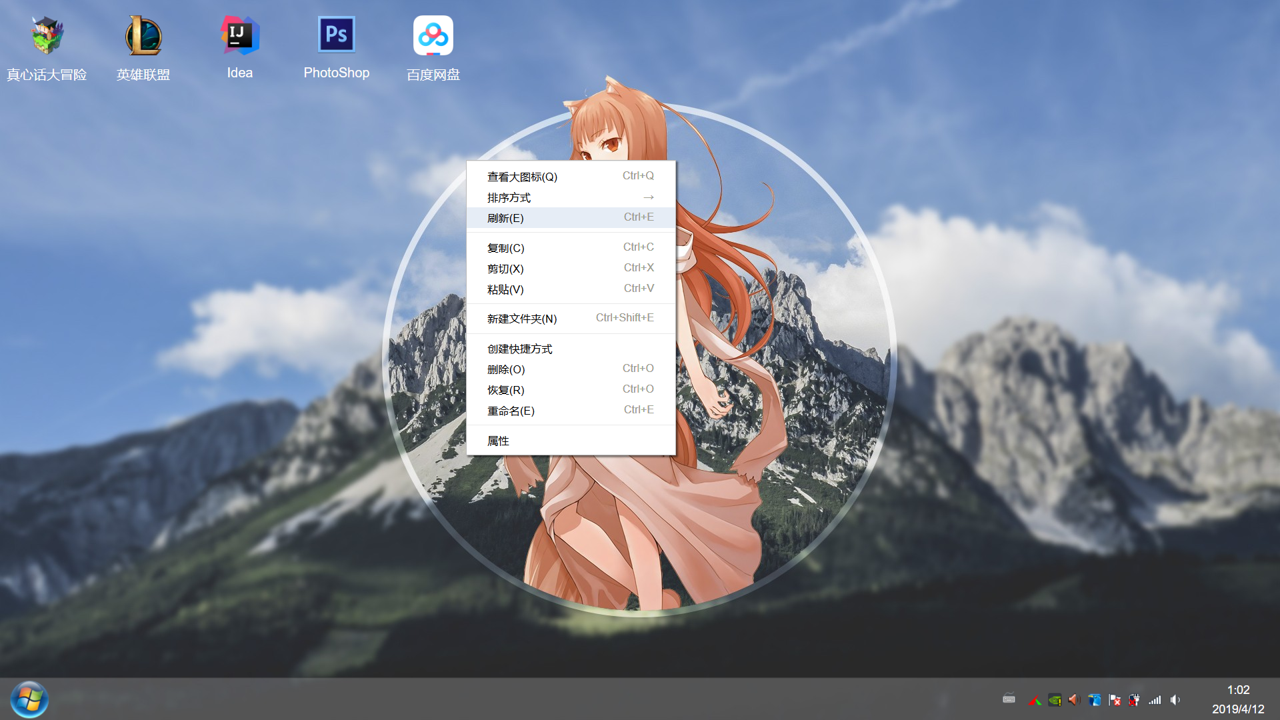 真心话大冒险
英雄联盟
Idea
PhotoShop
百度网盘
IJ
Ps
查看大图标(Q) Ctrl+Q
排序方式 →
刷新(E) Ctrl+E
复制(C) Ctrl+C
剪切(X) Ctrl+X
粘贴(V) Ctrl+V
新建文件夹(N) Ctrl+Shift+E
创建快捷方式
删除(O) Ctrl+O
恢复(R) Ctrl+O
重命名(E) Ctrl+E
属性
1:02
2019/4/12